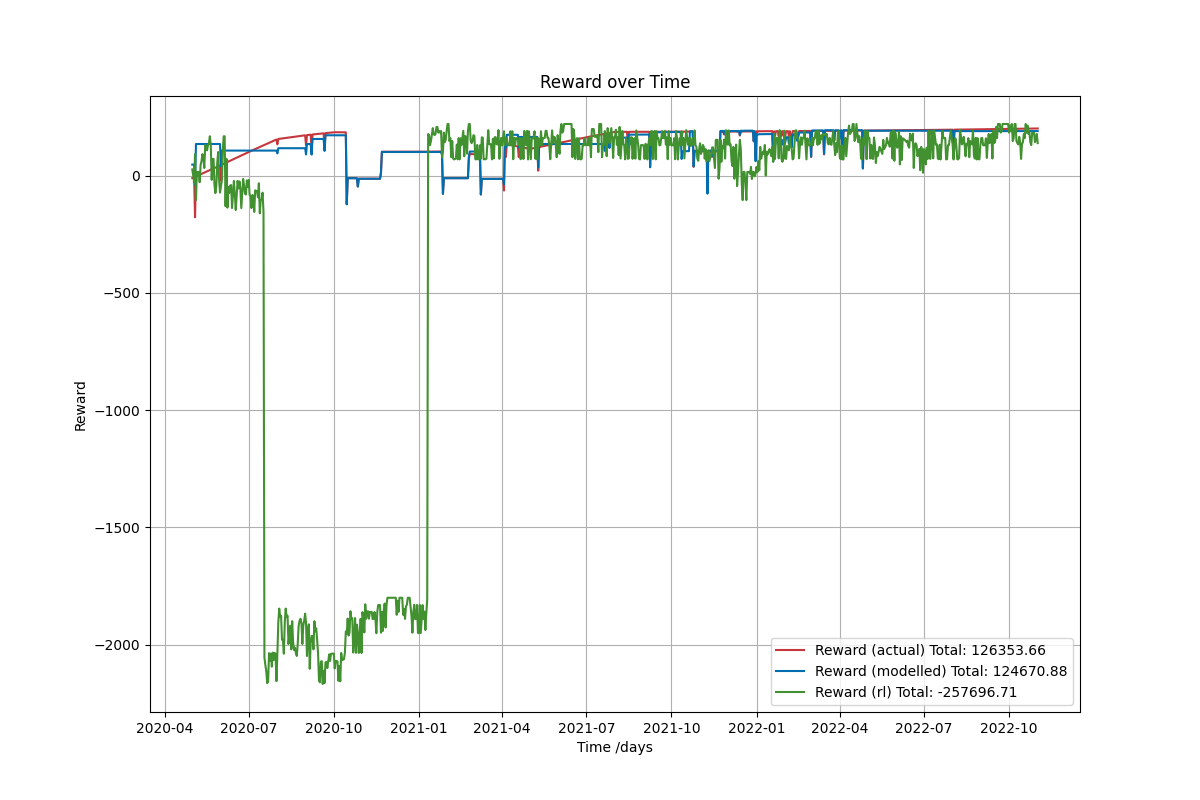 Reward over Time
Reward
0
−500
−1000
−1500
−2000
2020-04 2020-07 2020-10 2021-01 2021-04 2021-07 2021-10 2022-01 2022-04 2022-07 2022-10
Time /days
Reward (actual) Total: 126353.66
Reward (modelled) Total: 124670.88
Reward (rl) Total: -257696.71